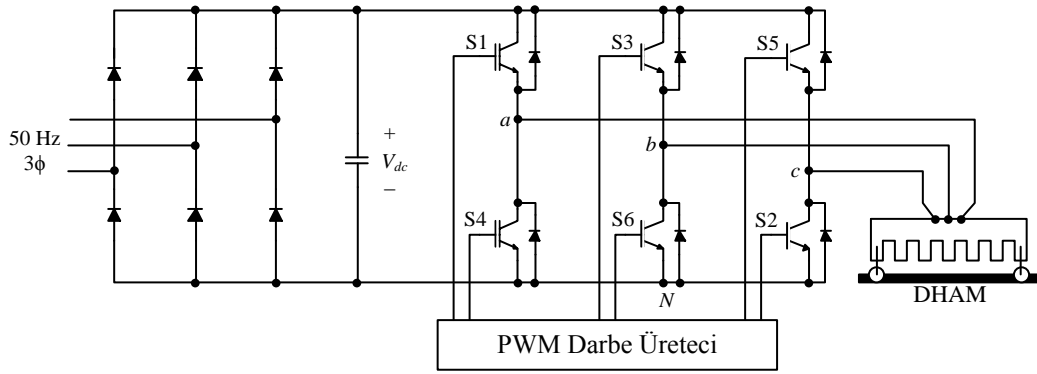 S1
S3
S5
a
50 Hz
3ϕ
+
V_dc
−
b
c
S4
S6
S2
N
DHAM
PWM Darbe Üreteci